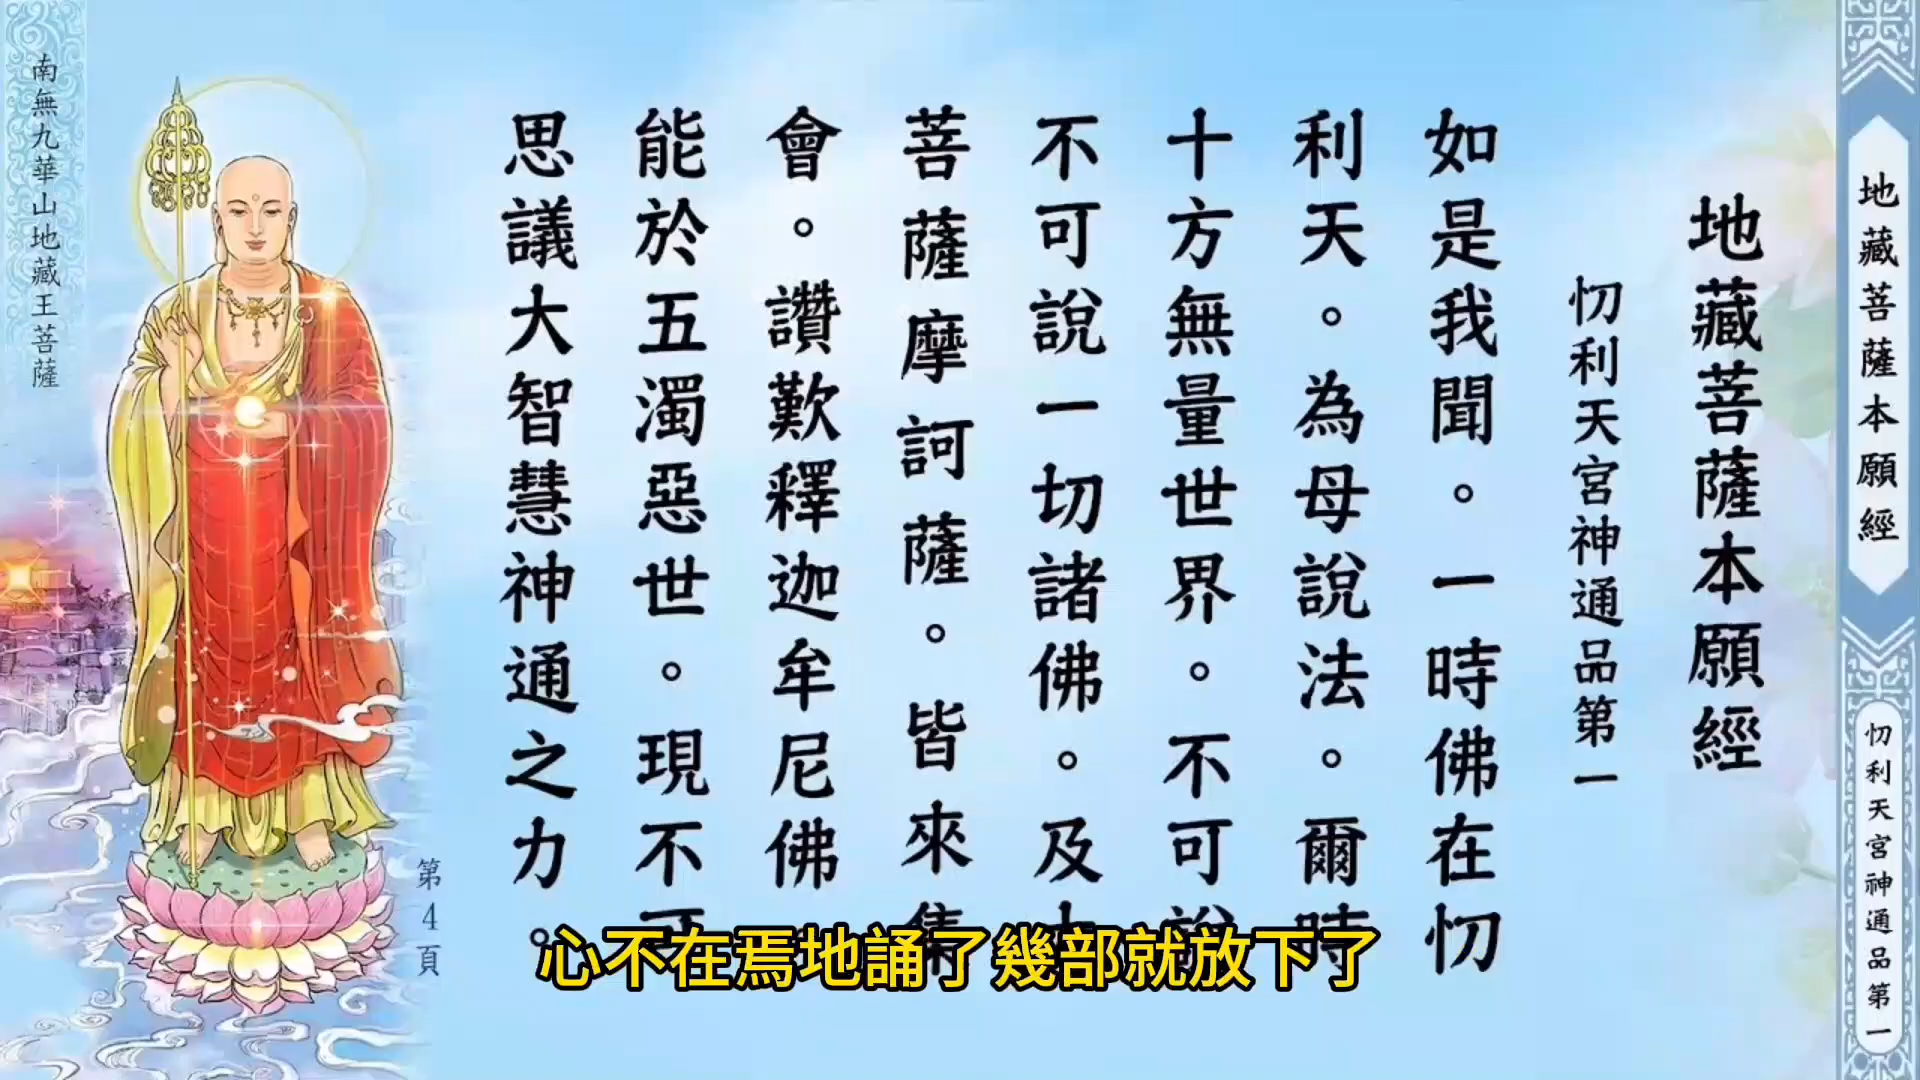 地藏菩薩本願經
忉利天宮神通品第一
地藏菩薩本願經
忉利天宮神通品第一
如是我聞。一時佛在忉
利天。為母說法。爾時
十方無量世界。不可說
不可說一切諸佛。及大
菩薩摩訶薩。皆來集
會。讚歎釋迦牟尼佛
能於五濁惡世。現不可
思議大智慧神通之力。
南無九華山地藏王菩薩
第4頁
心不在焉地誦了幾部就放下了